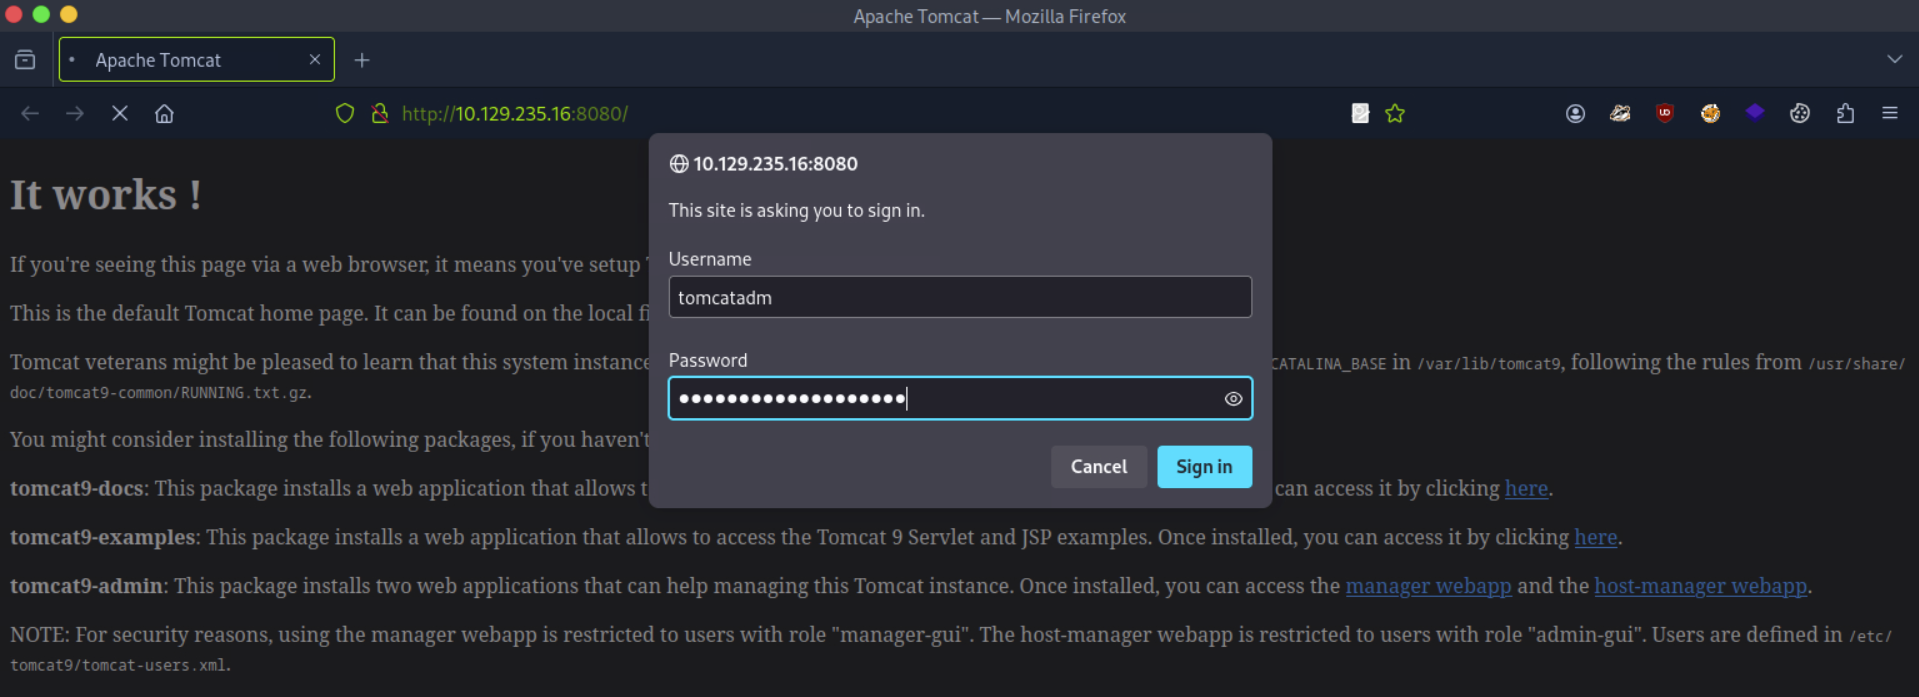 Apache Tomcat — Mozilla Firefox
Apache Tomcat
http://10.129.235.16:8080/
10.129.235.16:8080
This site is asking you to sign in.
Username
tomcatadm
Password
Cancel
Sign in
It works !
If you're seeing this page via a web browser, it means you've setup
This is the default Tomcat home page. It can be found on the local
Tomcat veterans might be pleased to learn that this system instance CATALINA_BASE in /var/lib/tomcat9, following the rules from /usr/share/
doc/tomcat9-common/RUNNING.txt.gz.
You might consider installing the following packages, if you haven't
tomcat9-docs: This package installs a web application that allows can access it by clicking here.
tomcat9-examples: This package installs a web application that allows to access the Tomcat 9 Servlet and JSP examples. Once installed, you can access it by clicking here.
tomcat9-admin: This package installs two web applications that can help managing this Tomcat instance. Once installed, you can access the manager webapp and the host-manager webapp.
NOTE: For security reasons, using the manager webapp is restricted to users with role "manager-gui". The host-manager webapp is restricted to users with role "admin-gui". Users are defined in /etc/
tomcat9/tomcat-users.xml.